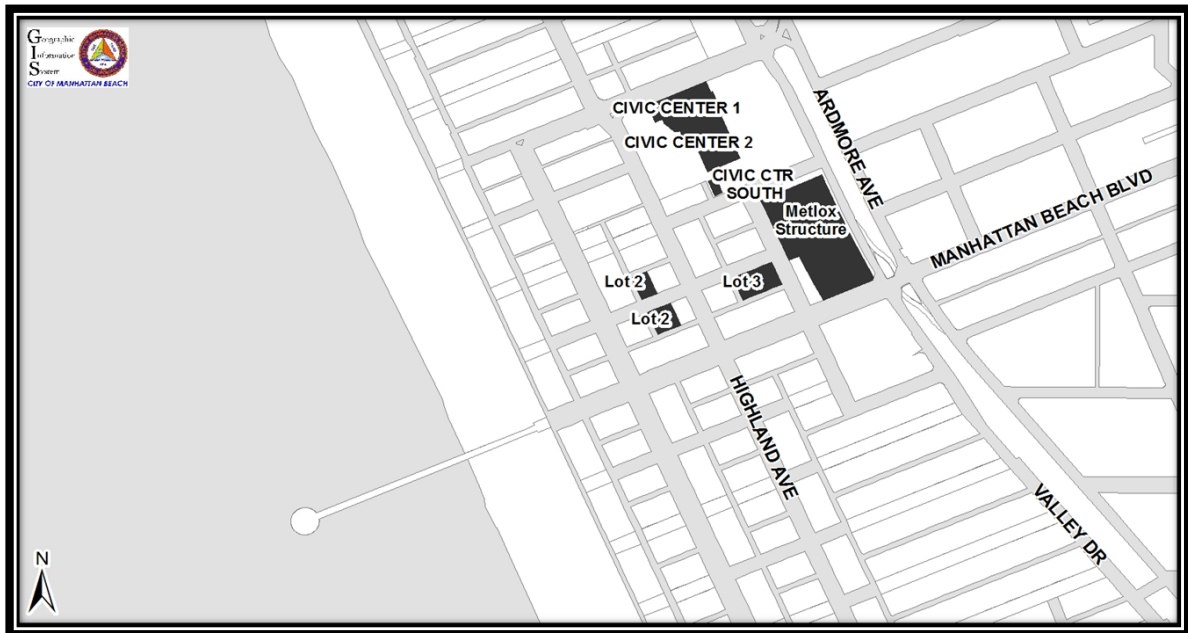 Geographic
Information
System
CITY OF MANHATTAN BEACH
CIVIC CENTER 1
CIVIC CENTER 2
CIVIC CTR
SOUTH
Metlox
Structure
Lot 2
Lot 3
Lot 2
ARDMORE AVE
MANHATTAN BEACH BLVD
HIGHLAND AVE
VALLEY DR
N